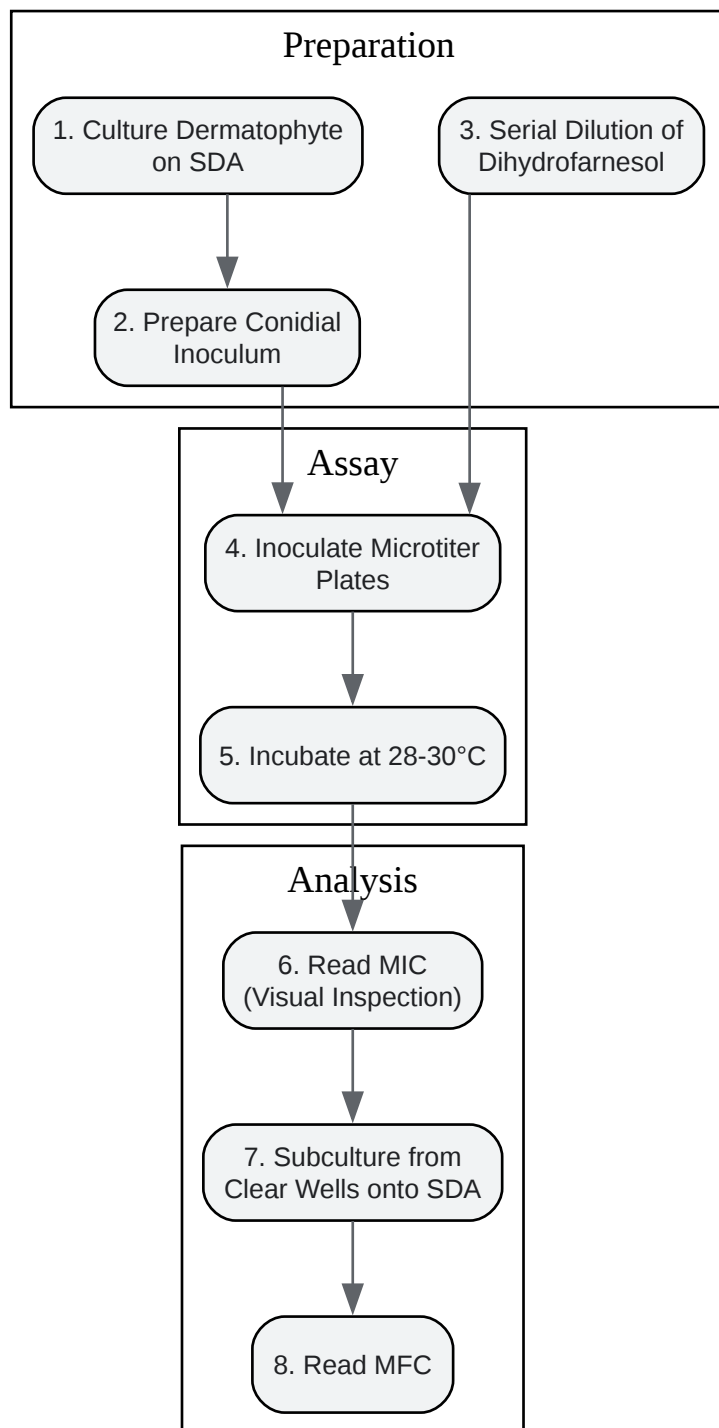 Preparation
1. Culture Dermatophyte
on SDA
3. Serial Dilution of
Dihydrofarnesol
2. Prepare Conidial
Inoculum
Assay
4. Inoculate Microtiter
Plates
5. Incubate at 28-30°C
Analysis
6. Read MIC
(Visual Inspection)
7. Subculture from
Clear Wells onto SDA
8. Read MFC